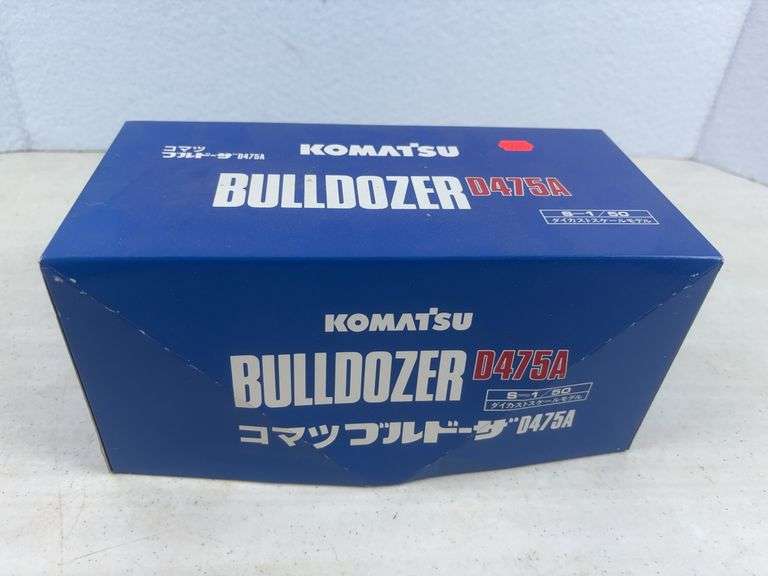 コマツ
ブルドーザ D475A
KOMATSU
BULLDOZER D475A
S-1/50
ダイカストスケールモデル
KOMATSU
BULLDOZER D475A
S-1/50
ダイカストスケールモデル
コマツ ブルドーザ D475A